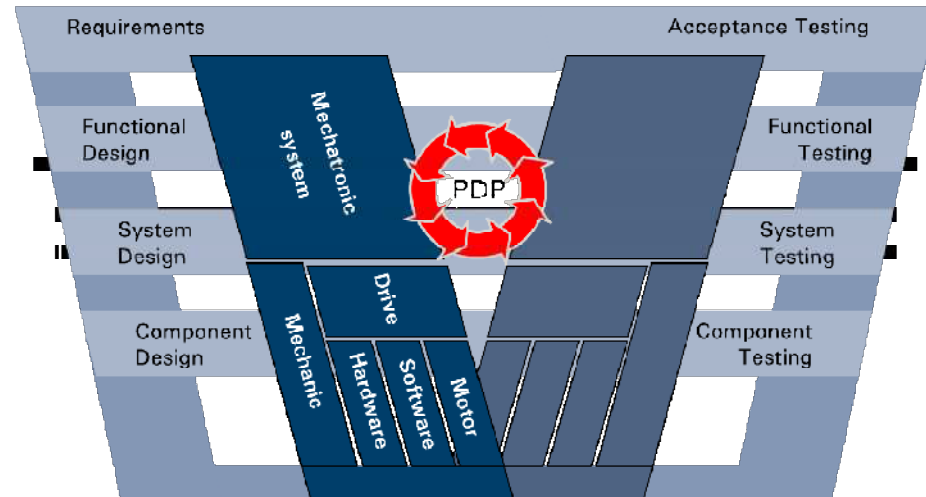 Requirements
Acceptance Testing
Mechatronic
system
Functional
Design
Functional
Testing
PDP
System
Design
System
Testing
Drive
Mechanic
Component
Design
Component
Testing
Hardware
Software
Motor